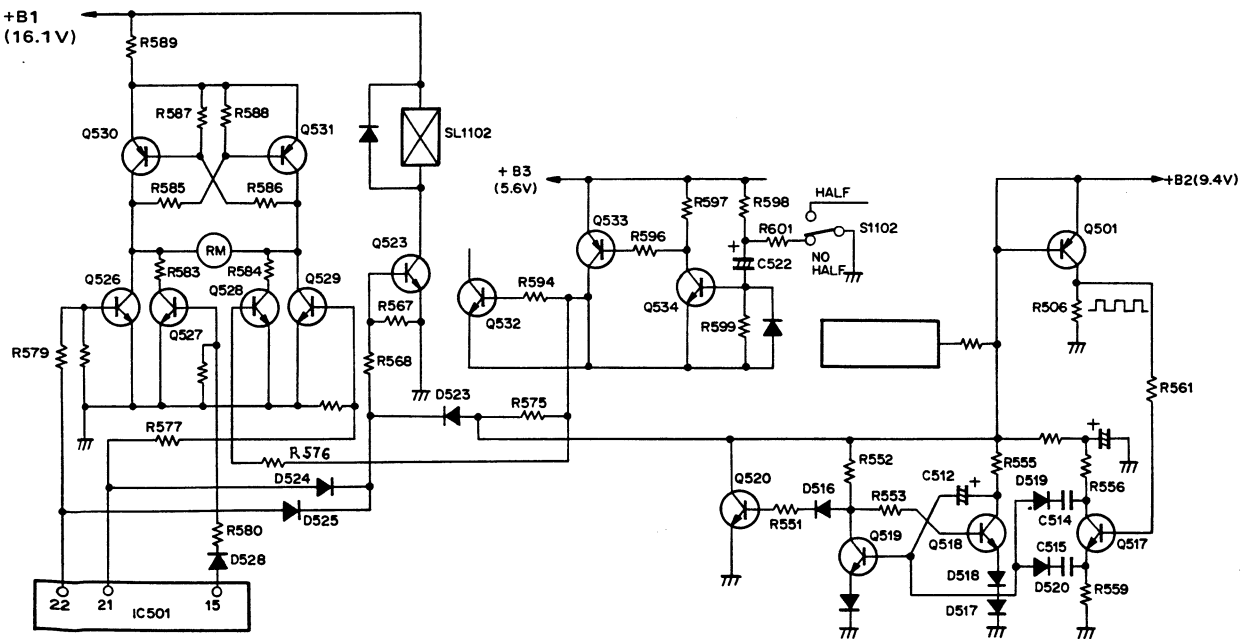 +B1
(16.1V)
R589
R587
R588
Q530
Q531
SL1102
R585
R586
+ B3
(5.6V)
HALF
+B2(9.4V)
R597
R598
Q533
R601
S1102
Q501
RM
Q523
R596
NO
HALF
+
C522
R583
R584
Q526
Q528
Q529
R594
Q534
R506
Q527
R567
Q532
R599
R579
R568
R561
D523
R575
R577
+
R576
R552
C512
+
R555
D519
R556
D524
Q520
D516
R553
C514
D525
R551
Q519
Q518
C515
Q517
R580
D528
D518
D520
R559
D517
22
21
15
IC501